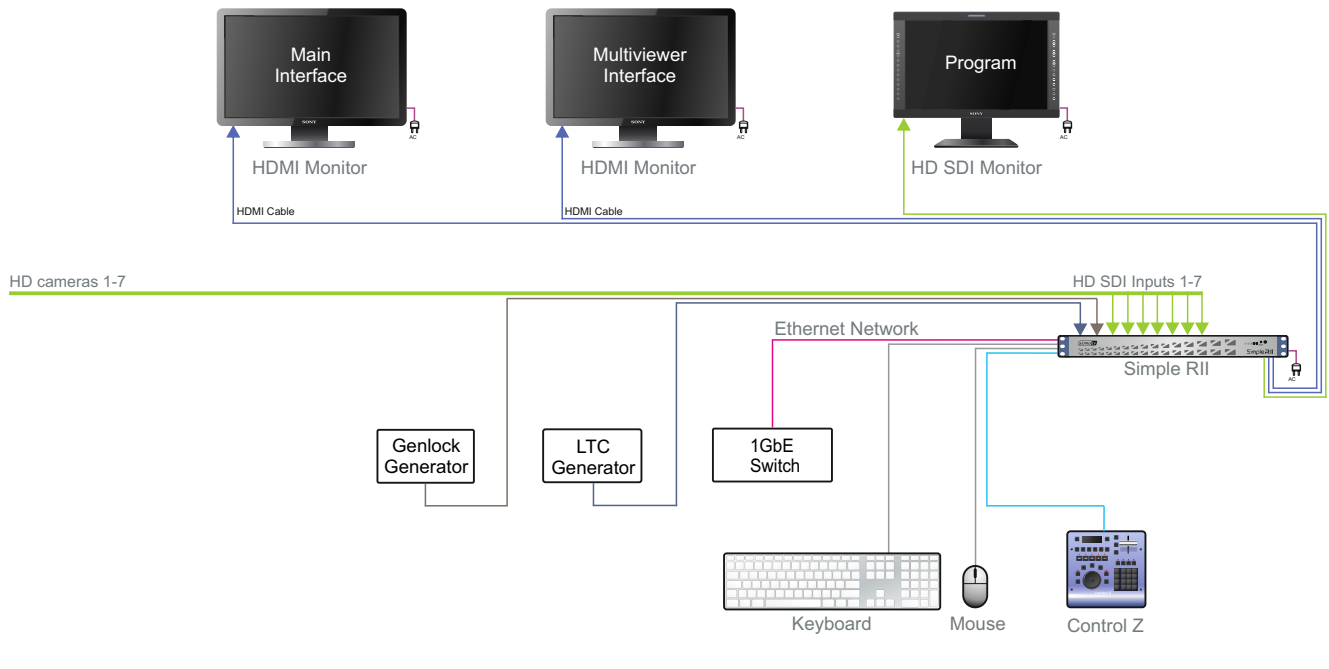 Main
Interface
SONY
AC
HDMI Monitor
Multiviewer
Interface
SONY
AC
HDMI Monitor
Program
SONY
AC
HD SDI Monitor
HDMI Cable
HDMI Cable
HD cameras 1-7
HD SDI Inputs 1-7
Ethernet Network
SimpleRII
Simple RII
AC
Genlock
Generator
LTC
Generator
1GbE
Switch
Keyboard
Mouse
Control Z